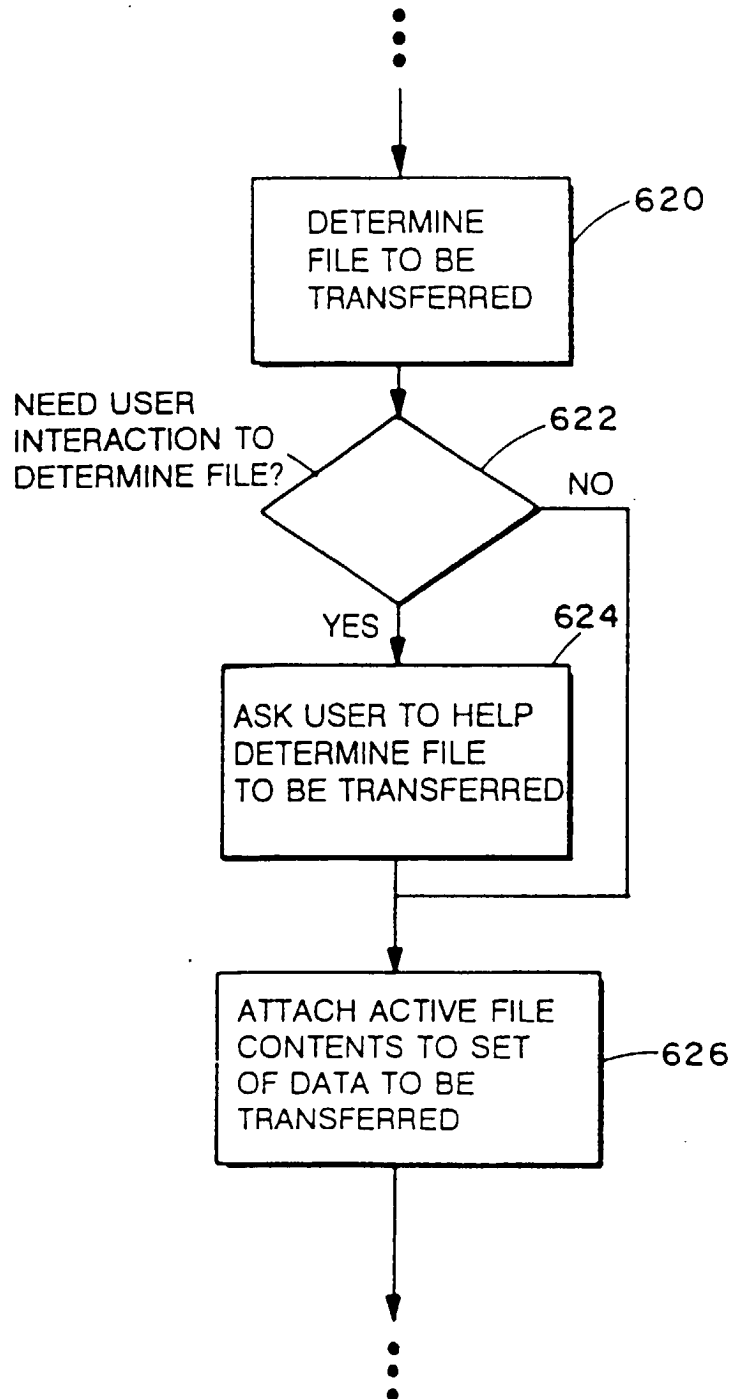 DETERMINE
FILE TO BE
TRANSFERRED
620
NEED USER
INTERACTION TO
DETERMINE FILE?
622
NO
YES
624
ASK USER TO HELP
DETERMINE FILE
TO BE TRANSFERRED
ATTACH ACTIVE FILE
CONTENTS TO SET
OF DATA TO BE
TRANSFERRED
626